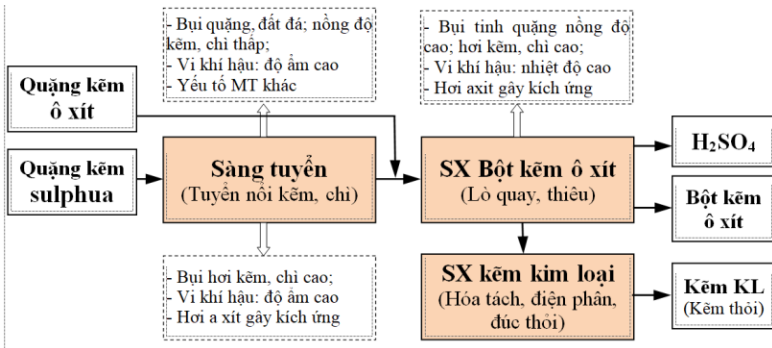 - Bụi quặng, đất đá; nồng độ
kẽm, chì thấp;
- Vi khí hậu: độ ẩm cao
- Yếu tố MT khác
- Bụi tinh quặng nồng độ
cao; hơi kẽm, chì cao;
- Vi khí hậu: nhiệt độ cao
- Hơi axit gây kích ứng
Quặng kẽm
ô xít
Quặng kẽm
sulphua
Sàng tuyển
(Tuyển nổi kẽm, chì)
SX Bột kẽm ô xít
(Lò quay, thiêu)
H₂SO₄
Bột kẽm
ô xít
- Bụi hơi kẽm, chì cao;
- Vi khí hậu: độ ẩm cao
- Hơi a xít gây kích ứng
SX kẽm kim loại
(Hóa tách, điện phân,
đúc thỏi)
Kẽm KL
(Kẽm thỏi)